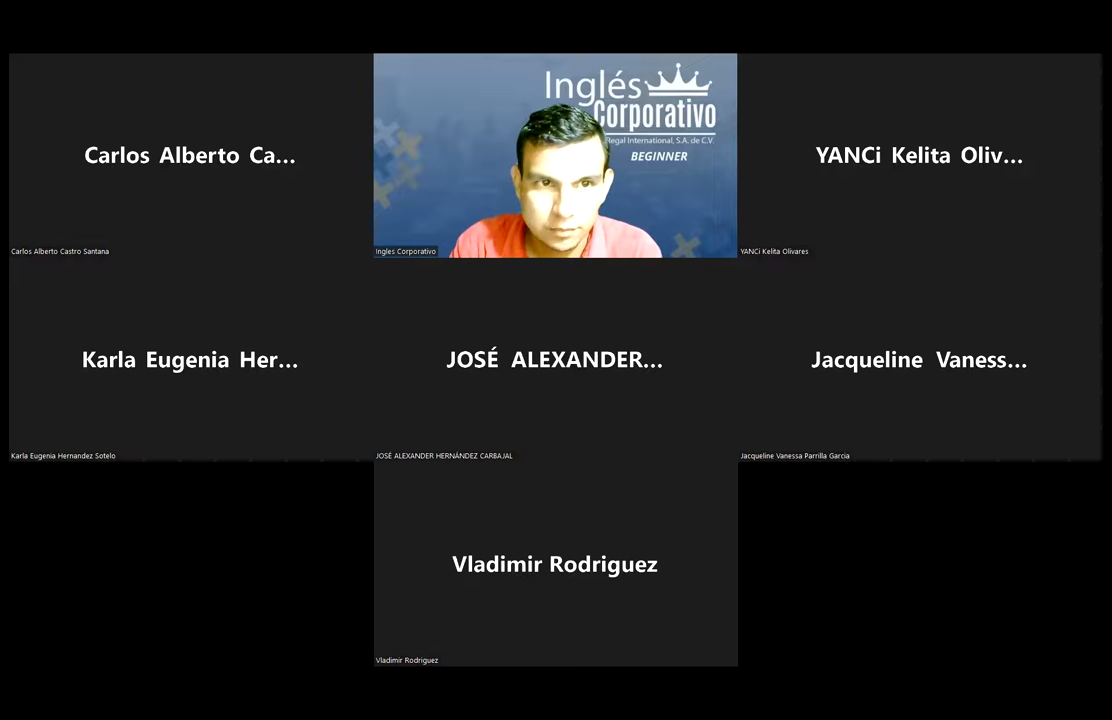 Carlos Alberto Ca...
Carlos Alberto Castro Santana
Inglés
Corporativo
Regal International, S.A. de C.V.
BEGINNER
Ingles Corporativo
YANCi Kelita Oliv...
YANCi Kelita Olivares
Karla Eugenia Her...
Karla Eugenia Hernandez Sotelo
JOSÉ ALEXANDER...
JOSÉ ALEXANDER HERNÁNDEZ CARBAJAL
Jacqueline Vaness...
Jacqueline Vanessa Parrilla Garcia
Vladimir Rodriguez
Vladimir Rodriguez